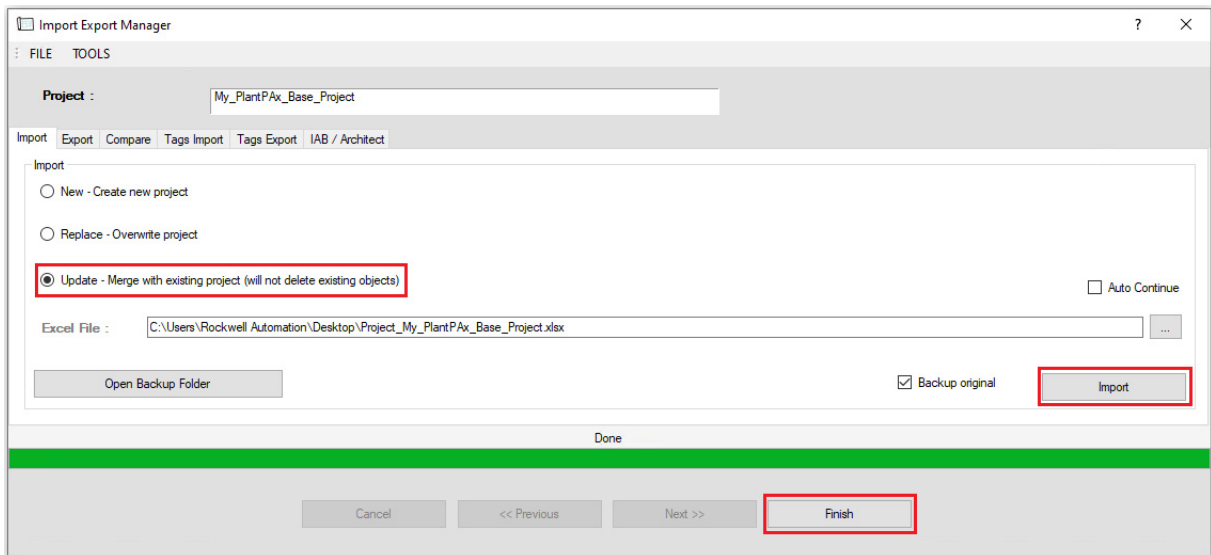 Import Export Manager ? X
FILE TOOLS
Project : My_PlantPAx_Base_Project
Import Export Compare Tags Import Tags Export IAB / Architect
Import
New - Create new project
Replace - Overwrite project
Update - Merge with existing project (will not delete existing objects)
Auto Continue
Excel File : C:\Users\Rockwell Automation\Desktop\Project_My_PlantPAx_Base_Project.xlsx ...
Open Backup Folder Backup original Import
Done
Cancel << Previous Next >> Finish